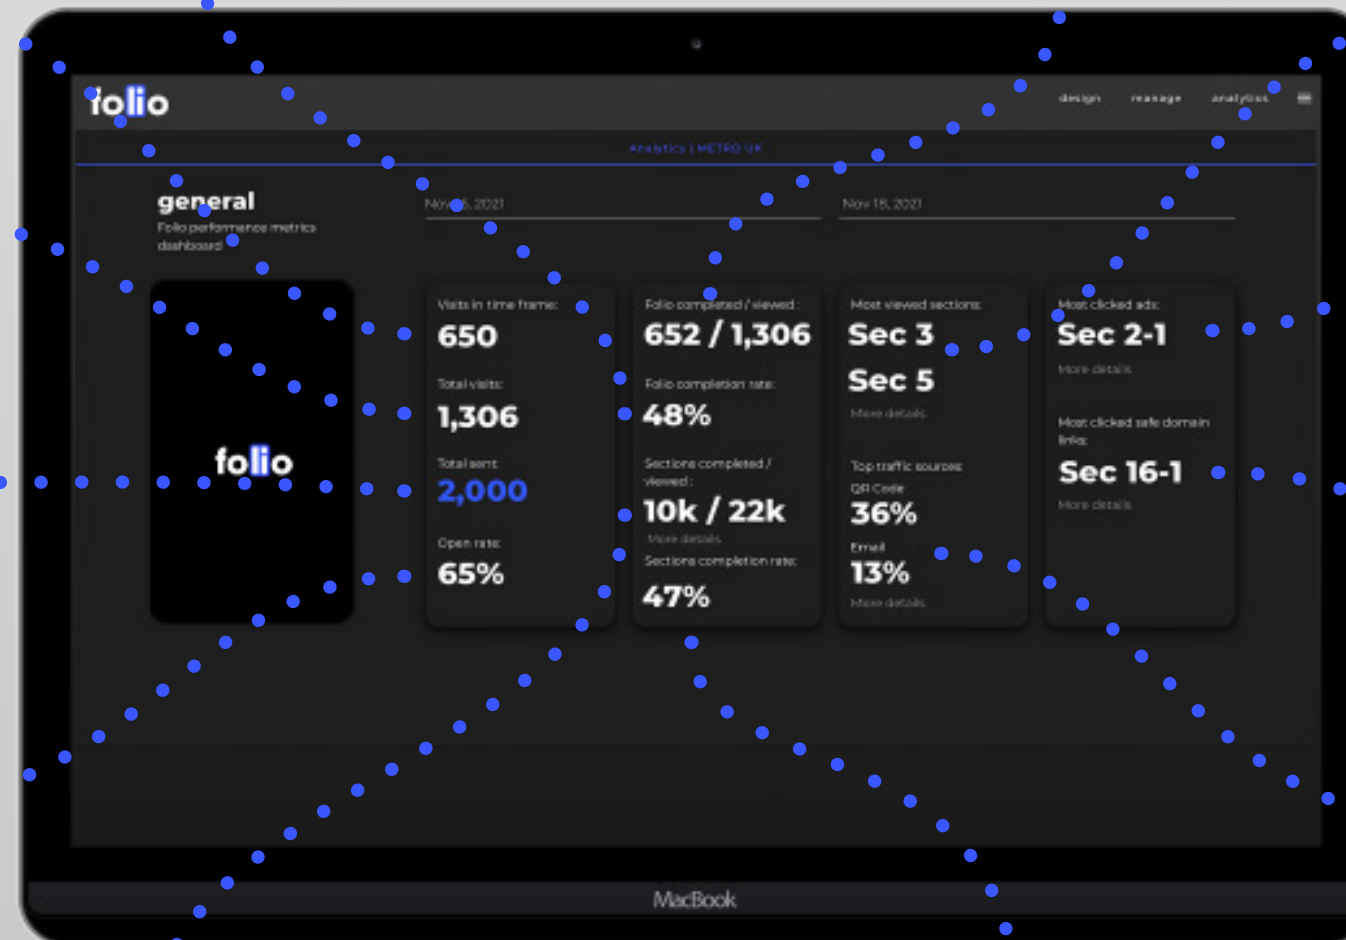 folio
design manage analytics
Analytics | METRO UK
general
Folio performance metrics
dashboard
Nov 2021
Nov 18, 2021
folio
Visits in time frame:
650
Total visits:
1,306
Total sent:
2,000
Open rate:
65%
Folio completed / viewed:
652 / 1,306
Folio completion rate:
48%
Sections completed /
viewed:
10k / 22k
More details
Sections completion rate:
47%
Most viewed sections:
Sec 3
Sec 5
More details
Top traffic sources:
QR Code
36%
Email
13%
More details
Most clicked ads:
Sec 2-1
More details
Most clicked safe domain
links:
Sec 16-1
More details
MacBook